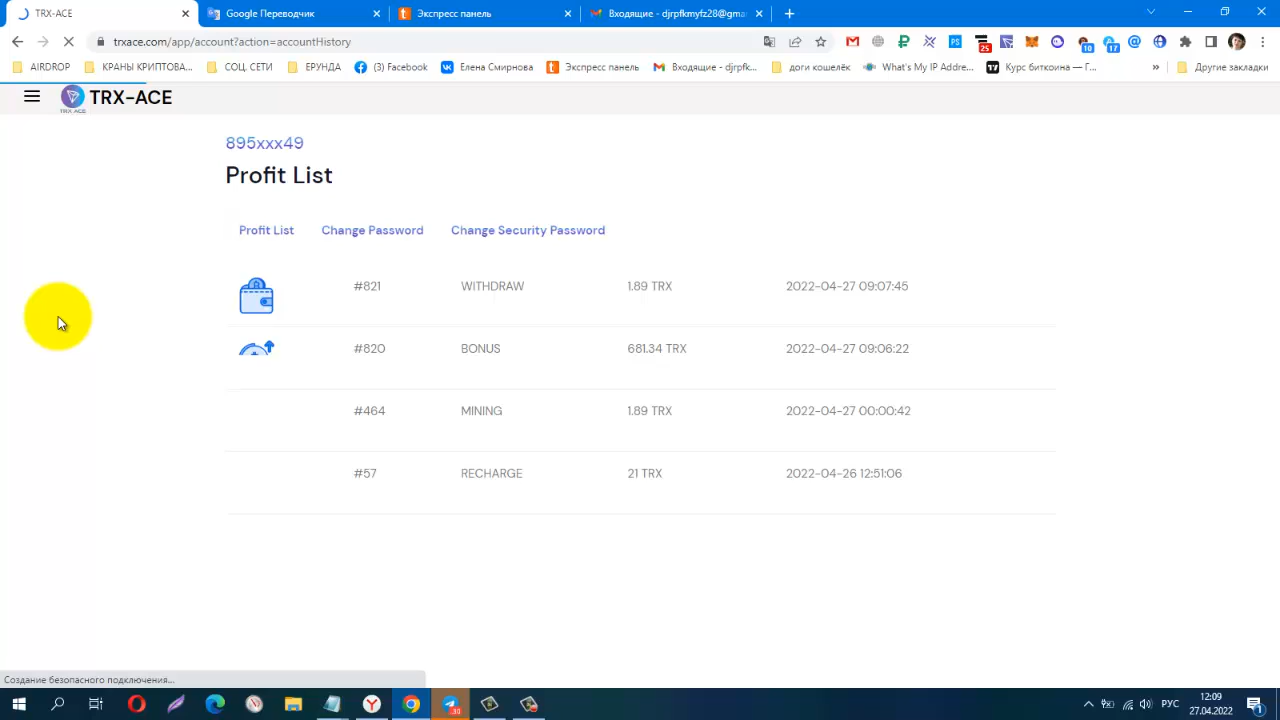 TRX-ACE
Google Переводчик
Экспресс панель
Входящие - djrpfkmyfz28@gma
trxace.com/app/account?action=accountHistory
25
10
17
AIRDROP
КРАНЫ КРИПТОВА...
СОЦ. СЕТИ
ЕРУНДА
(3) Facebook
Елена Смирнова
Экспресс панель
Входящие - djrpfk...
доги кошелёк
What's My IP Addre...
Курс биткоина — Г...
»
Другие закладки
TRX-ACE
TRX-ACE
895xxx49
Profit List
Profit List
Change Password
Change Security Password
#821 WITHDRAW 1.89 TRX 2022-04-27 09:07:45
#820 BONUS 681.34 TRX 2022-04-27 09:06:22
#464 MINING 1.89 TRX 2022-04-27 00:00:42
#57 RECHARGE 21 TRX 2022-04-26 12:51:06
Создание безопасного подключения...
РУС
12:09
27.04.2022